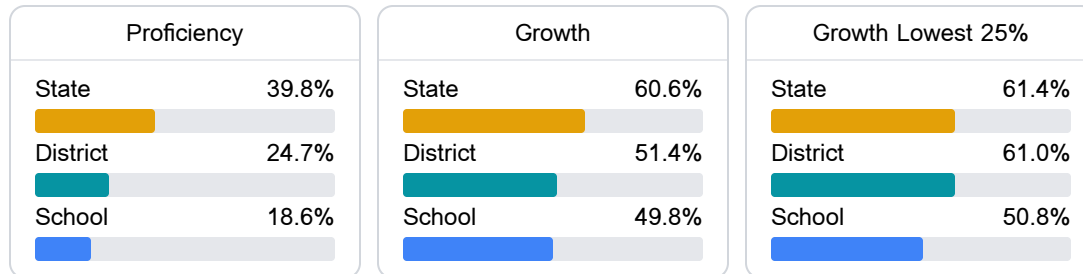 Proficiency
State 39.8%
District 24.7%
School 18.6%
Growth
State 60.6%
District 51.4%
School 49.8%
Growth Lowest 25%
State 61.4%
District 61.0%
School 50.8%